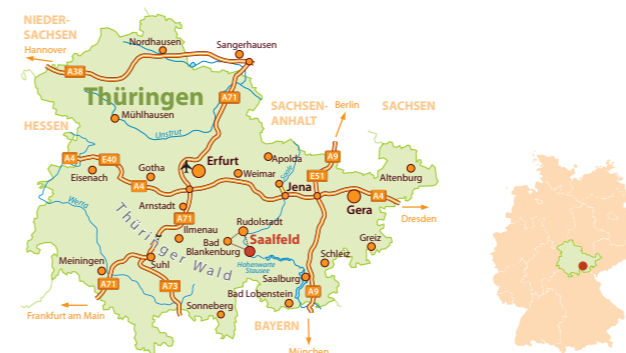 NIEDER-
SACHSEN
Hannover
Nordhausen
Sangerhausen
A38
Thüringen
A71
Mühlhausen
Unstrut
SACHSEN-
ANHALT
Berlin
SACHSEN
HESSEN
A4
E40
Eisenach
Gotha
A4
Erfurt
Weimar
Apolda
Saale
A9
E51
Jena
Altenburg
A4
Gera
Dresden
Werra
Arnstadt
A71
Thüringer Wald
Ilmenau
Rudolstadt
Bad
Blankenburg
Saalfeld
Greiz
Schleiz
Hohenwarte
Stausee
Meiningen
Suhl
Saalburg
A71
A73
Bad Lobenstein
A9
Sonneberg
Frankfurt am Main
BAYERN
München